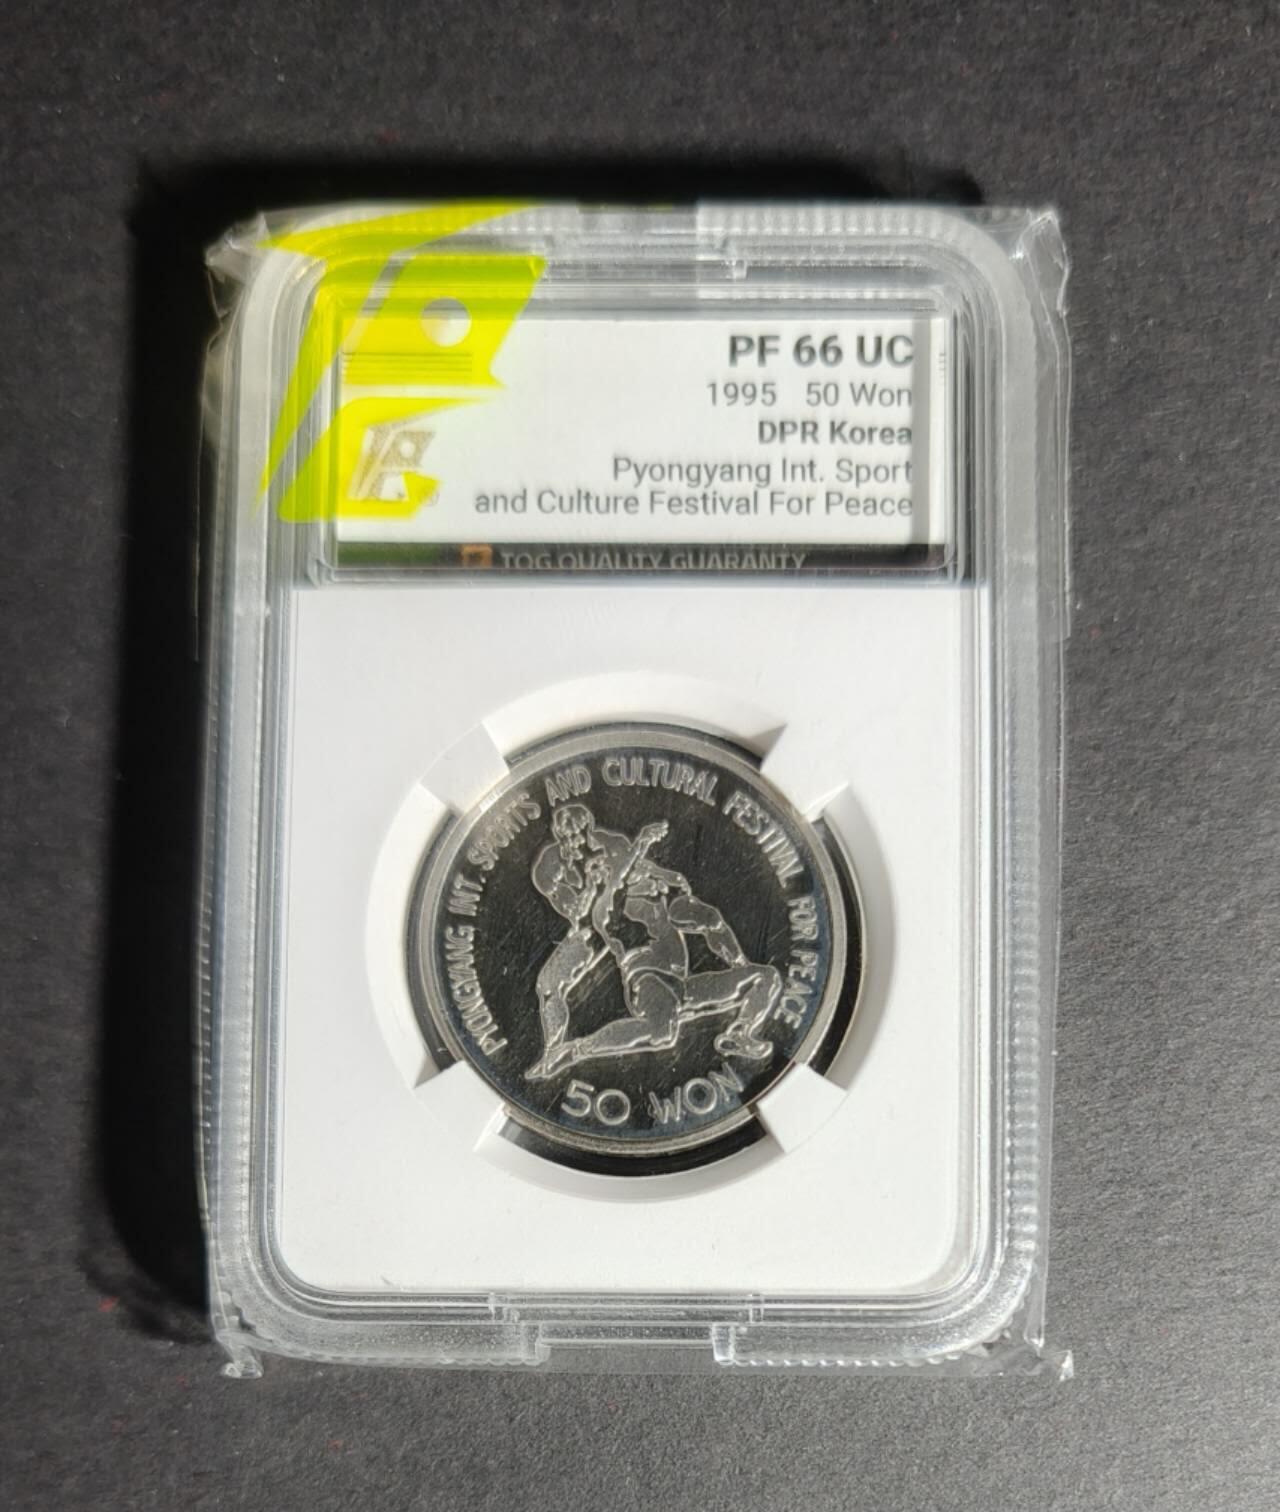 PF 66 UC
1995 50 Won
DPR Korea
Pyongyang Int. Sport
and Culture Festival For Peace
TQG QUALITY GUARANTY
PYONGYANG INT. SPORTS AND CULTURAL FESTIVAL FOR PEACE
50 WON